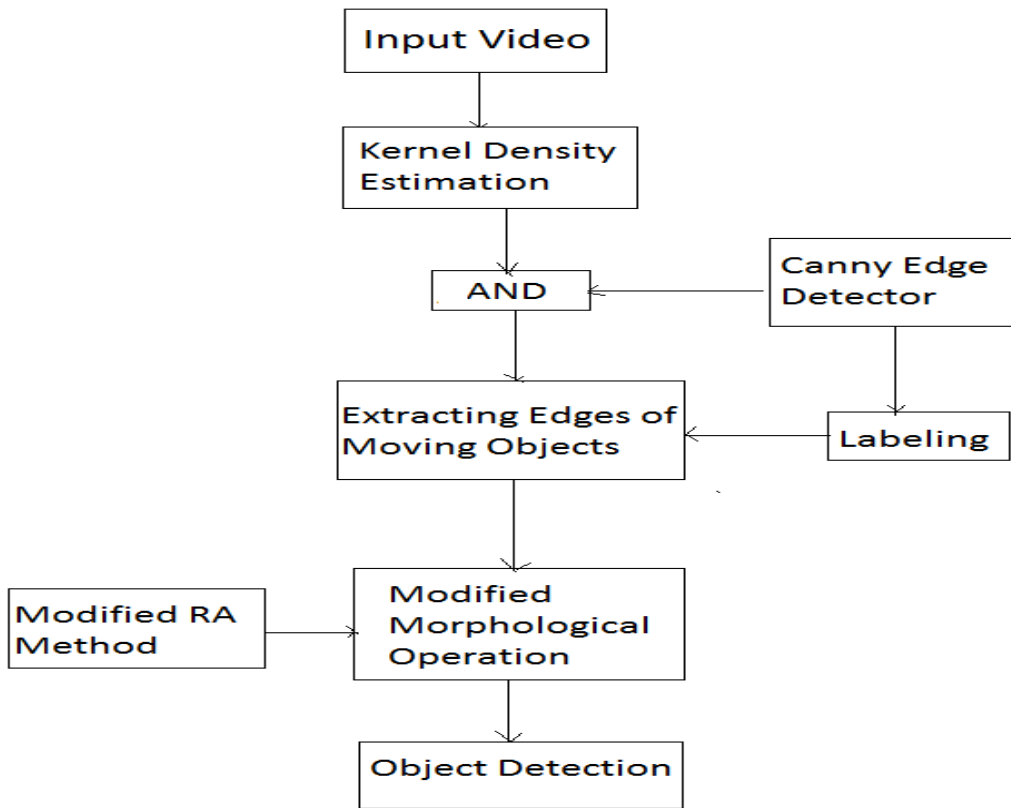 Input Video
Kernel Density
Estimation
AND
Canny Edge
Detector
Extracting Edges of
Moving Objects
Labeling
Modified RA
Method
Modified
Morphological
Operation
Object Detection